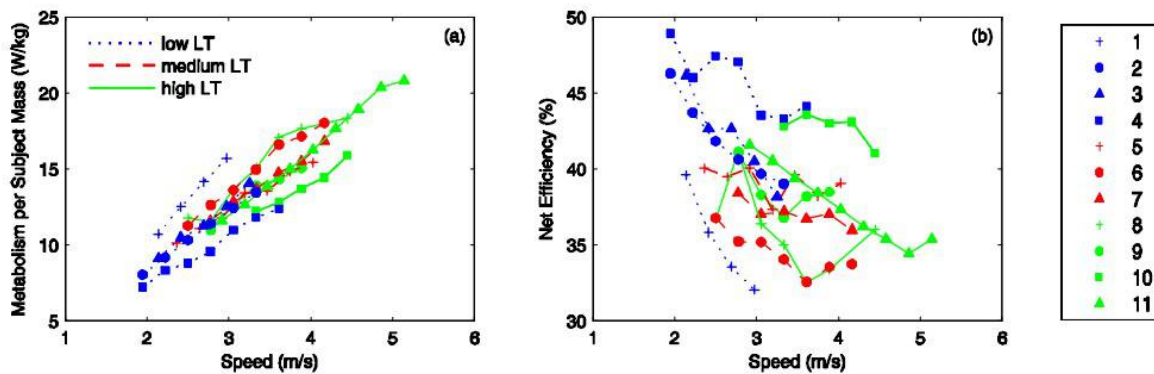 Metabolism per Subject Mass (W/kg)
25
20
15
10
5
(a)
low LT
medium LT
high LT
1 2 3 4 5 6
Speed (m/s)
Net Efficiency (%)
50
45
40
35
30
(b)
1 2 3 4 5 6
Speed (m/s)
1
2
3
4
5
6
7
8
9
10
11